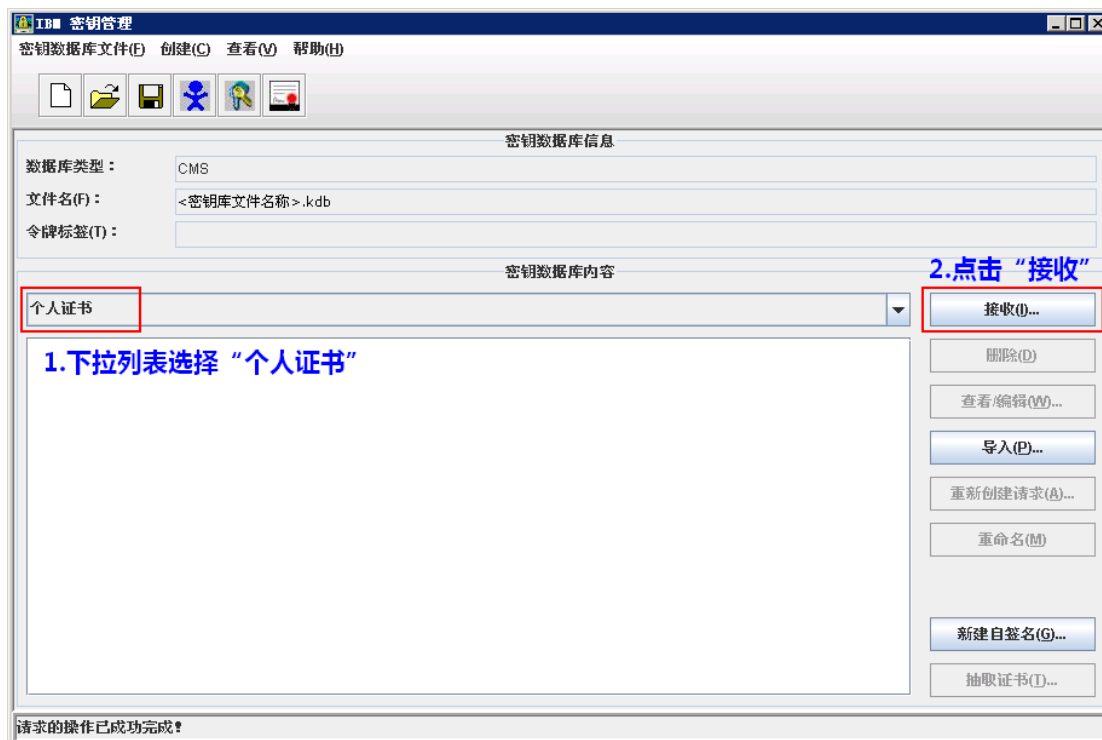 IBM 密钥管理
密钥数据库文件(F) 创建(C) 查看(V) 帮助(H)
密钥数据库信息
数据库类型：
CMS
文件名(F)：
<密钥库文件名称>.kdb
令牌标签(T)：
密钥数据库内容
2.点击“接收”
个人证书
接收(J)...
1.下拉列表选择“个人证书”
删除(D)
查看/编辑(W)...
导入(P)...
重新创建请求(A)...
重命名(M)
新建自签名(G)...
抽取证书(T)...
请求的操作已成功完成!